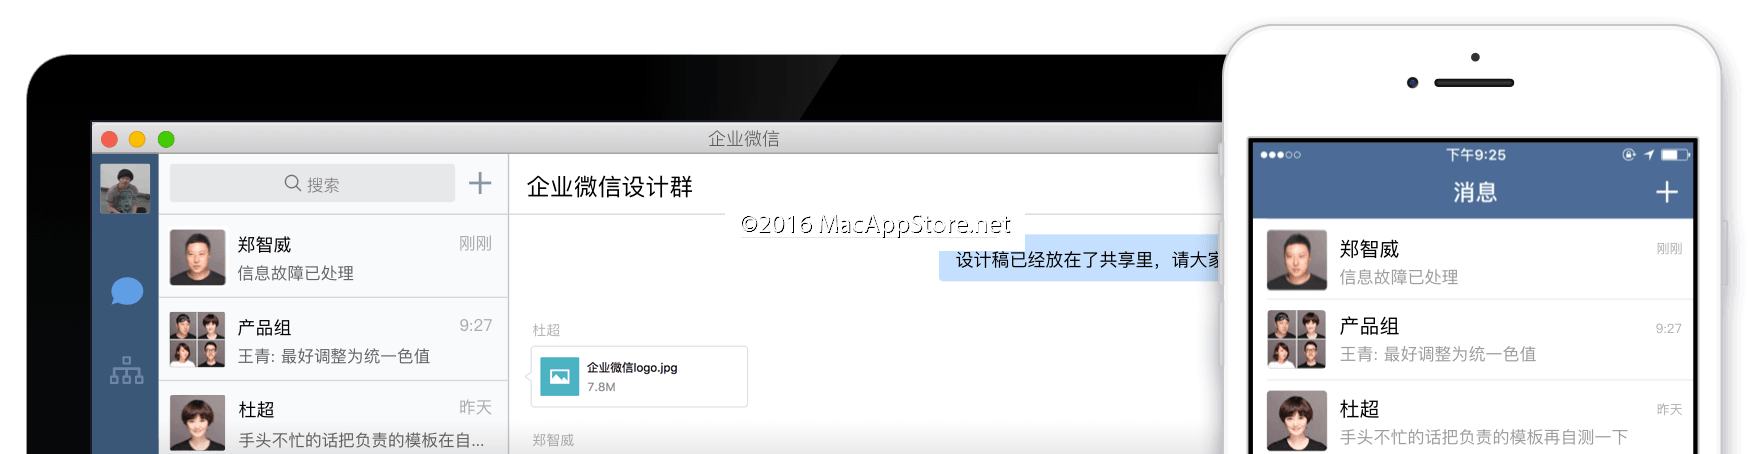 企业微信
搜索
郑智威
刚刚
信息故障已处理
产品组
9:27
王青: 最好调整为统一色值
杜超
昨天
手头不忙的话把负责的模板在自...
企业微信设计群
©2016 MacAppStore.net
设计稿已经放在了共享里，请大家
杜超
企业微信logo.jpg
7.8M
郑智威
下午9:25
消息
郑智威
刚刚
信息故障已处理
产品组
9:27
王青: 最好调整为统一色值
杜超
昨天
手头不忙的话把负责的模板再自测一下